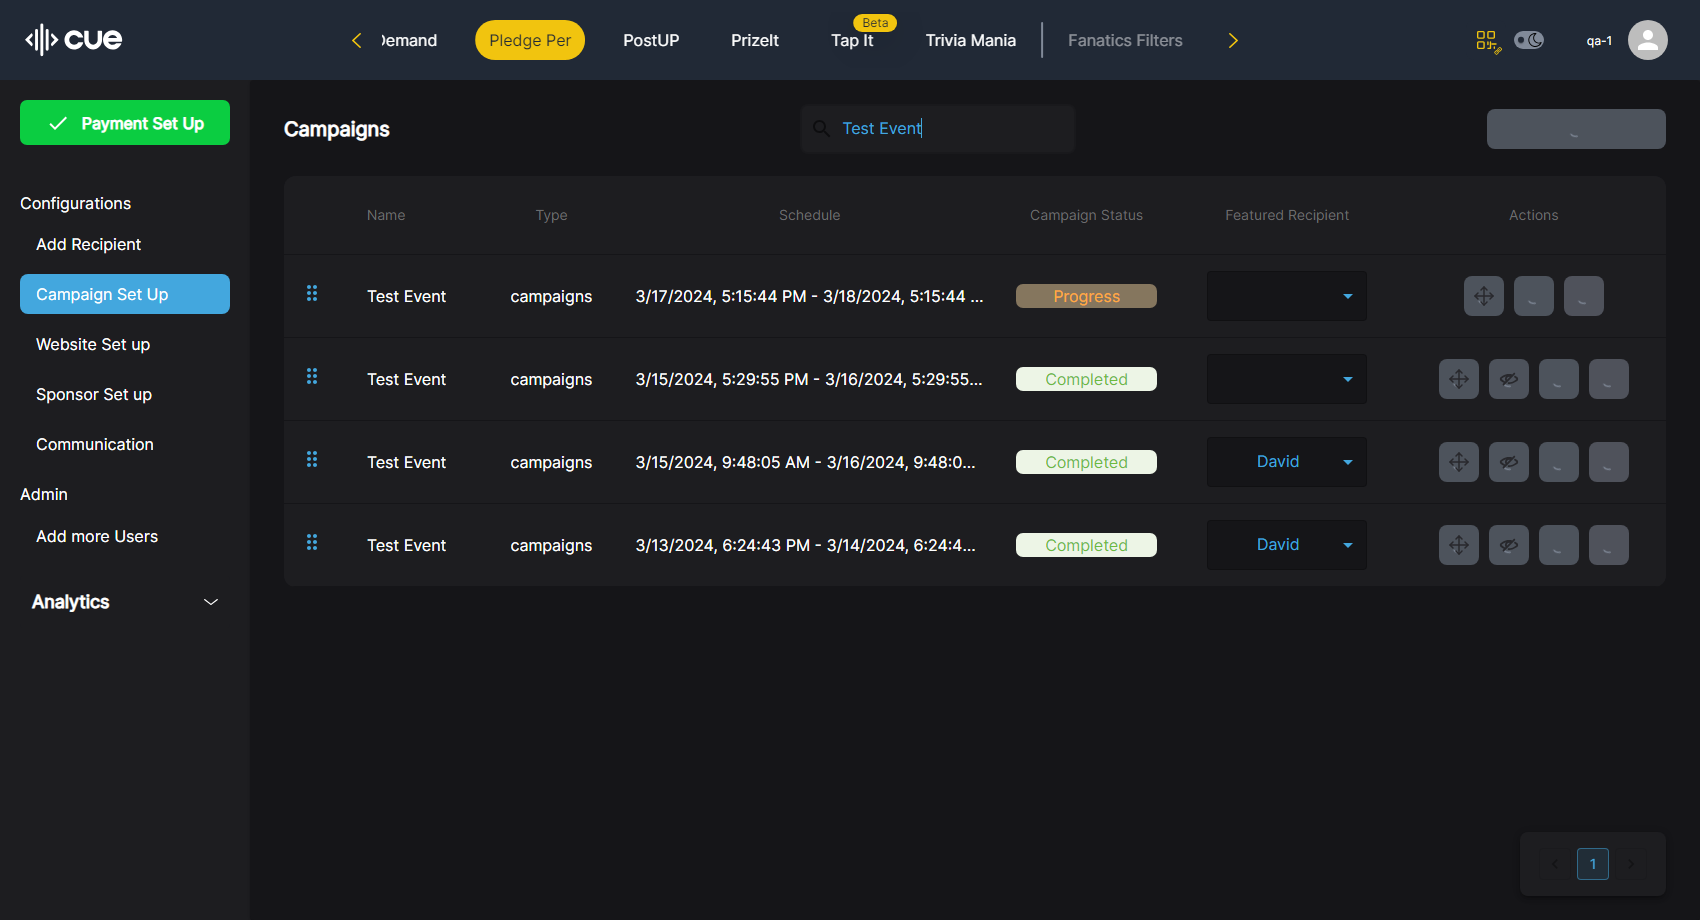 cue
Demand
Pledge Per
PostUP
PrizeIt
Beta
Tap It
Trivia Mania
Fanatics Filters
qa-1
Payment Set Up
Configurations
Add Recipient
Campaign Set Up
Website Set up
Sponsor Set up
Communication
Admin
Add more Users
Analytics
Campaigns
Test Event
Name Type Schedule Campaign Status Featured Recipient Actions
Test Event campaigns 3/17/2024, 5:15:44 PM - 3/18/2024, 5:15:44 ... Progress
Test Event campaigns 3/15/2024, 5:29:55 PM - 3/16/2024, 5:29:55... Completed
Test Event campaigns 3/15/2024, 9:48:05 AM - 3/16/2024, 9:48:0... Completed David
Test Event campaigns 3/13/2024, 6:24:43 PM - 3/14/2024, 6:24:4... Completed David
1